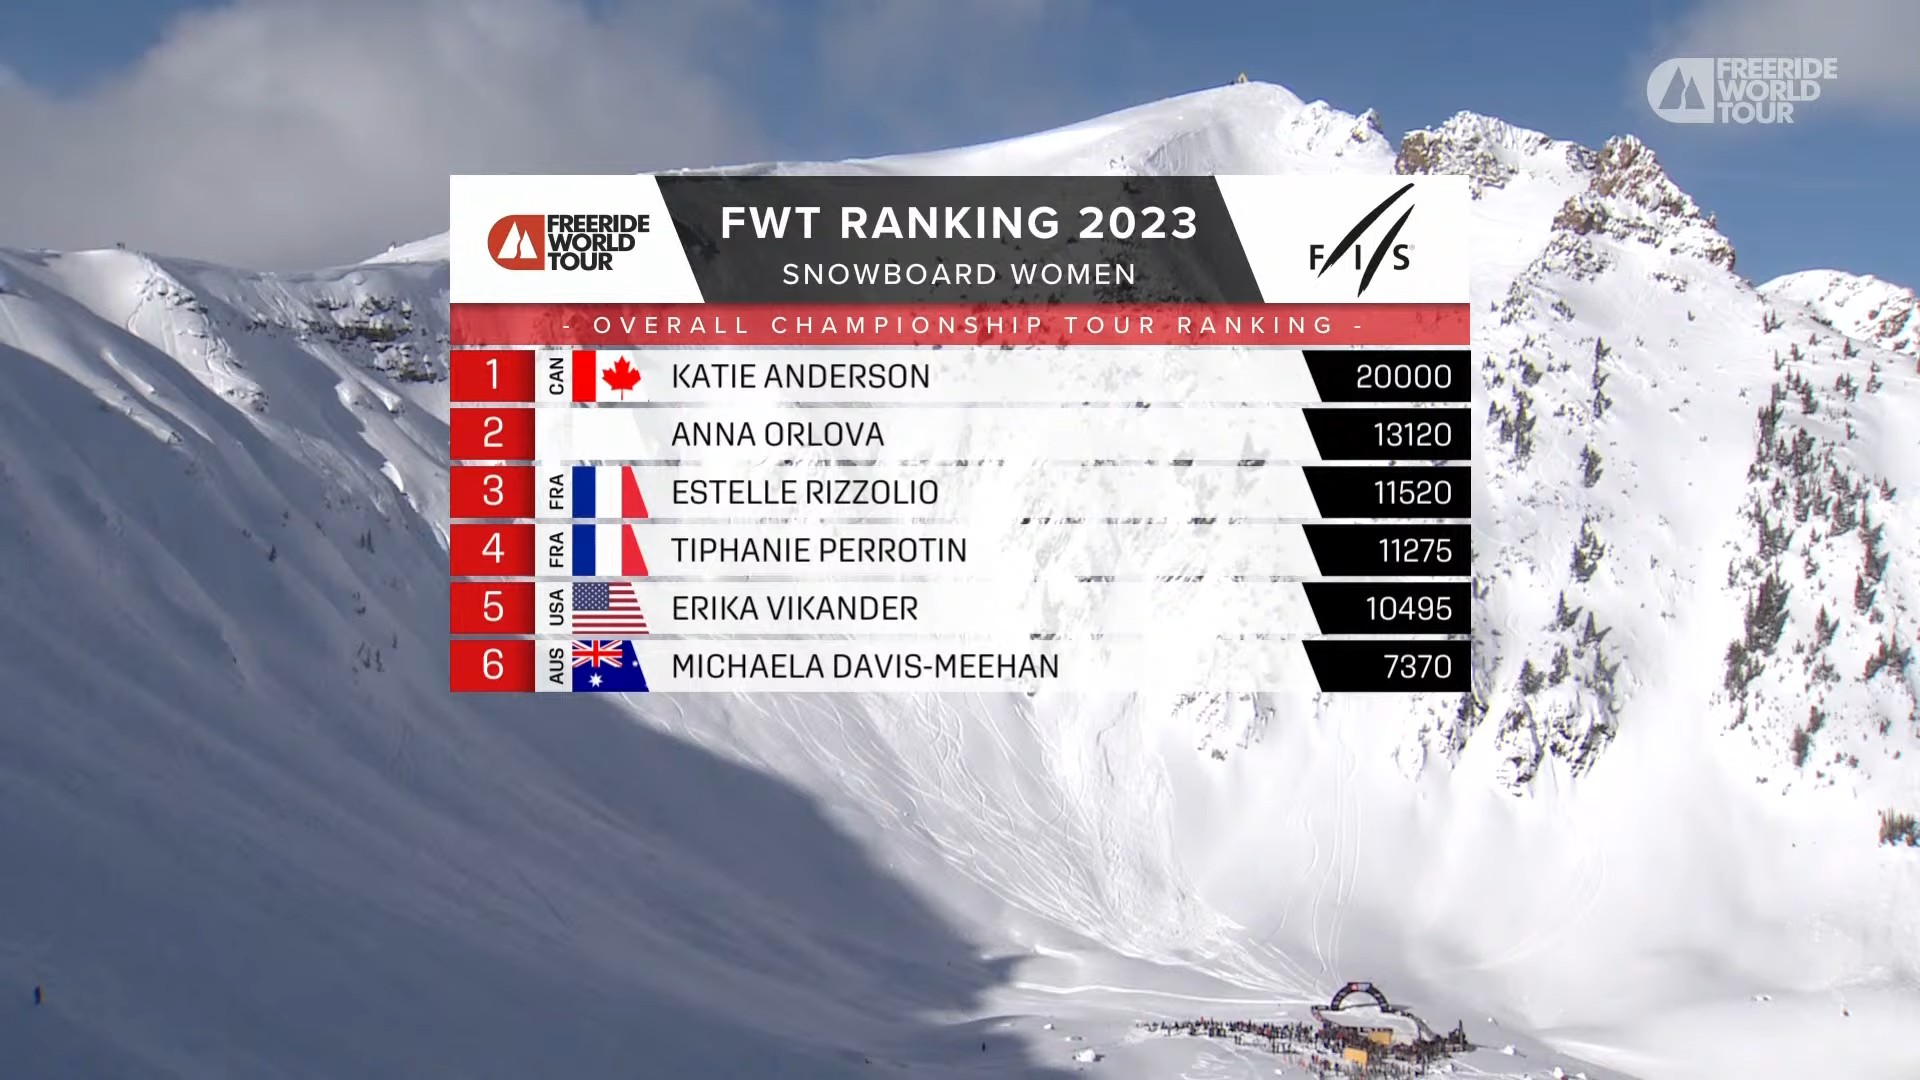 FREERIDE
WORLD
TOUR
FREERIDE
WORLD
TOUR
FWT RANKING 2023
SNOWBOARD WOMEN
FIS
- OVERALL CHAMPIONSHIP TOUR RANKING -
1 CAN KATIE ANDERSON 20000
2 ANNA ORLOVA 13120
3 FRA ESTELLE RIZZOLIO 11520
4 FRA TIPHANIE PERROTIN 11275
5 USA ERIKA VIKANDER 10495
6 AUS MICHAELA DAVIS-MEEHAN 7370